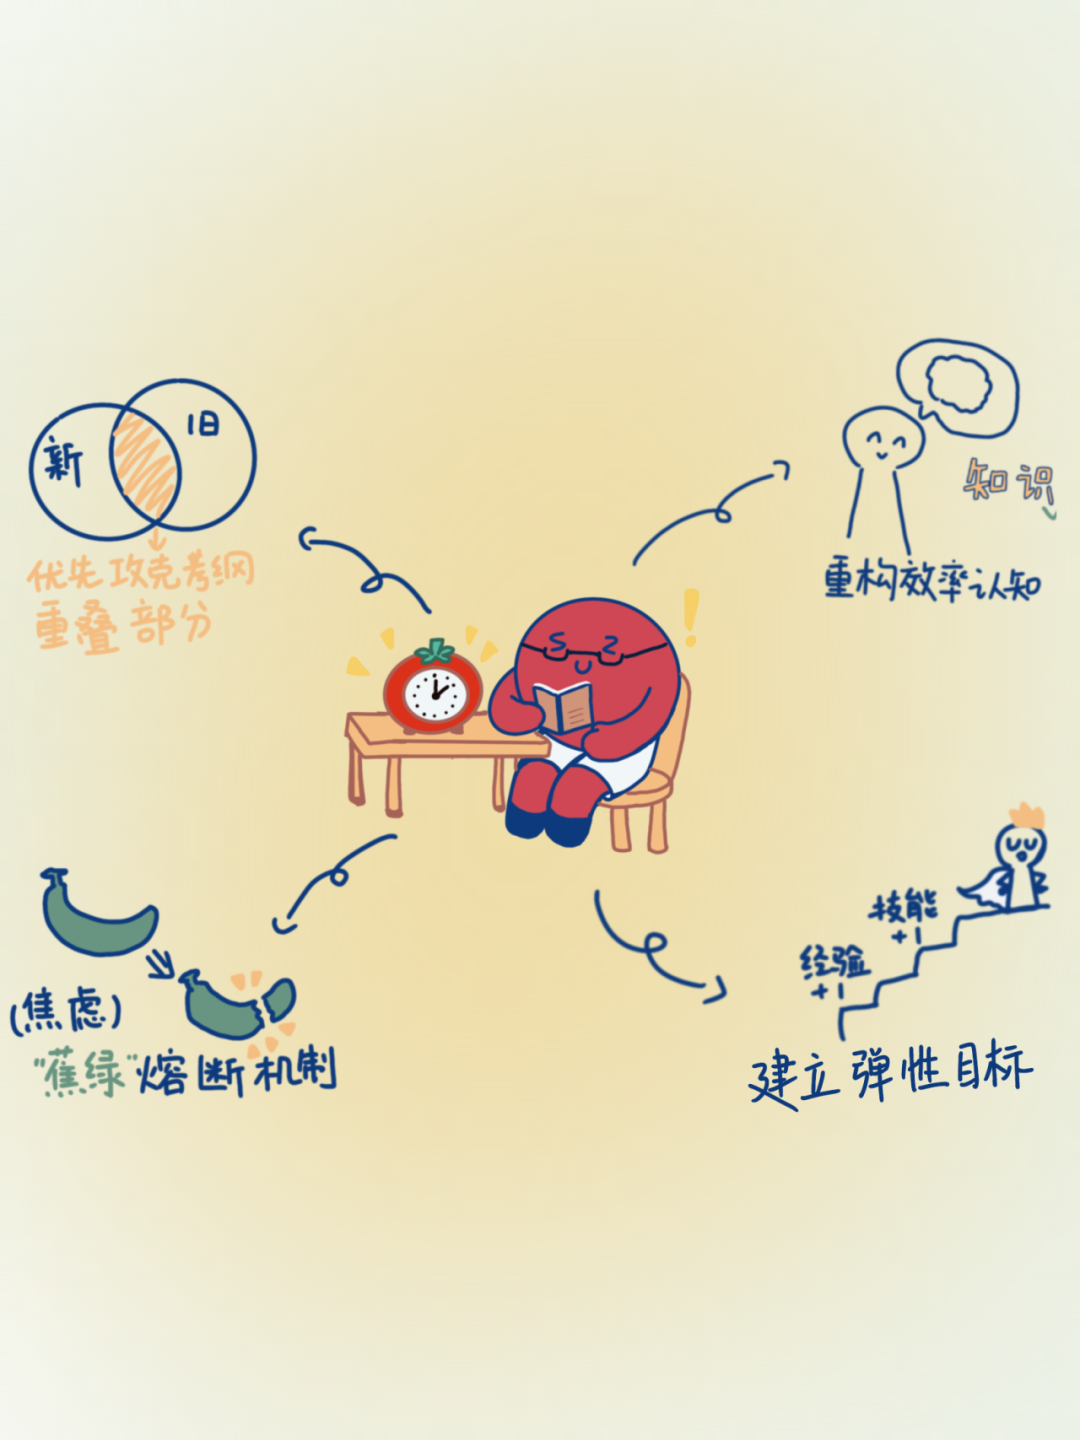 新
旧
优先攻克考纲
重叠部分
知识
重构效率认知
(焦虑)
"蕉绿"熔断机制
技能
+1
经验
+1
建立弹性目标